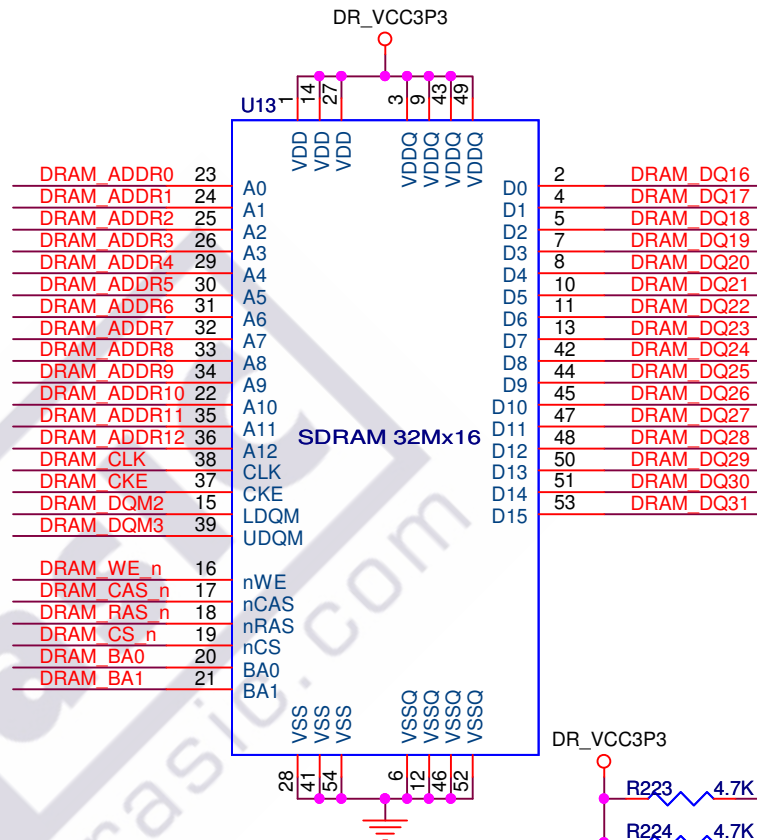 DR_VCC3P3
U13
1 14 27 3 9 43 49
VDD VDD VDD VDDQ VDDQ VDDQ VDDQ
DRAM_ADDR0 23 A0 D0 2 DRAM_DQ16
DRAM_ADDR1 24 A1 D1 4 DRAM_DQ17
DRAM_ADDR2 25 A2 D2 5 DRAM_DQ18
DRAM_ADDR3 26 A3 D3 7 DRAM_DQ19
DRAM_ADDR4 29 A4 D4 8 DRAM_DQ20
DRAM_ADDR5 30 A5 D5 10 DRAM_DQ21
DRAM_ADDR6 31 A6 D6 11 DRAM_DQ22
DRAM_ADDR7 32 A7 D7 13 DRAM_DQ23
DRAM_ADDR8 33 A8 D8 42 DRAM_DQ24
DRAM_ADDR9 34 A9 D9 44 DRAM_DQ25
DRAM_ADDR10 22 A10 D10 45 DRAM_DQ26
DRAM_ADDR11 35 A11 D11 47 DRAM_DQ27
DRAM_ADDR12 36 A12 D12 48 DRAM_DQ28
SDRAM 32Mx16
DRAM_CLK 38 CLK D13 50 DRAM_DQ29
DRAM_CKE 37 CKE D14 51 DRAM_DQ30
DRAM_DQM2 15 LDQM D15 53 DRAM_DQ31
DRAM_DQM3 39 UDQM
DRAM_WE_n 16 nWE
DRAM_CAS_n 17 nCAS
DRAM_RAS_n 18 nRAS
DRAM_CS_n 19 nCS
DRAM_BA0 20 BA0
DRAM_BA1 21 BA1
VSS VSS VSS VSSQ VSSQ VSSQ VSSQ
28 41 54 6 12 46 52
DR_VCC3P3
R223 4.7K
R224 4.7K
asic
rasic.com